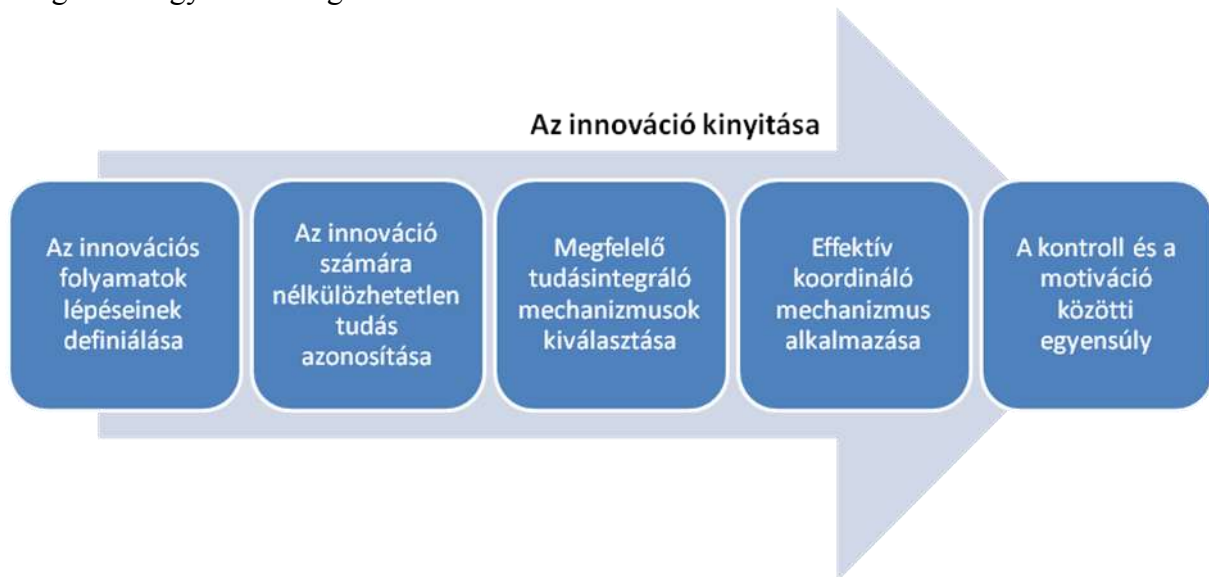 Az innováció kinyitása
Az innovációs
folyamatok
lépéseinek
definiálása
Az innováció
számára
nélkülözhetetlen
tudás
azonosítása
Megfelelő
tudásintegráló
mechanizmusok
kiválasztása
Effektív
koordináló
mechanizmus
alkalmazása
A kontroll és a
motiváció
közötti
egyensúly